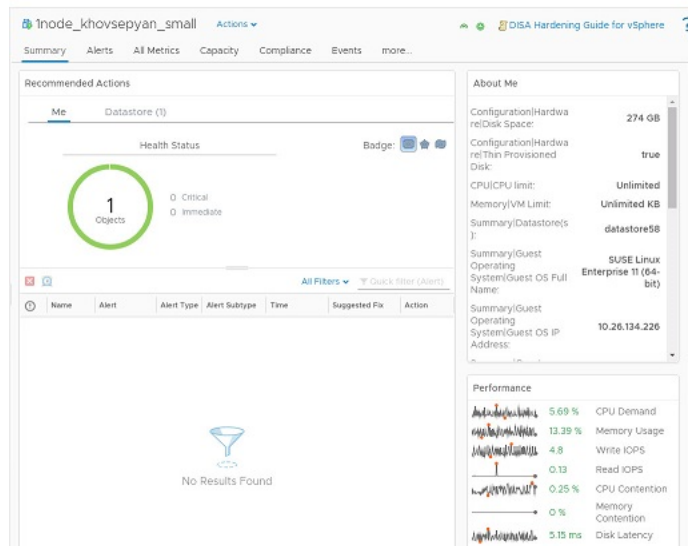 1node_khovsepyan_small
Actions
DISA Hardening Guide for vSphere
?
Summary
Alerts
All Metrics
Capacity
Compliance
Events
more...
Recommended Actions
Me
Datastore (1)
Health Status
Badge:
1
Objects
0 Critical
0 Immediate
All Filters
Quick filter (Alert)
Name
Alert
Alert Type
Alert Subtype
Time
Suggested Fix
Action
No Results Found
About Me
Configuration|Hardwa
re|Disk Space:
274 GB
Configuration|Hardwa
re|Thin Provisioned
Disk:
true
CPU|CPU limit:
Unlimited
Memory|VM Limit:
Unlimited KB
Summary|Datastore(s
):
datastore58
Summary|Guest
Operating
System|Guest OS Full
Name:
SUSE Linux
Enterprise 11 (64-
bit)
Summary|Guest
Operating
System|Guest OS IP
Address:
10.26.134.226
Performance
5.69 % CPU Demand
13.39 % Memory Usage
4.8 Write IOPS
0.13 Read IOPS
0.25 % CPU Contention
0 % Memory
Contention
5.15 ms Disk Latency